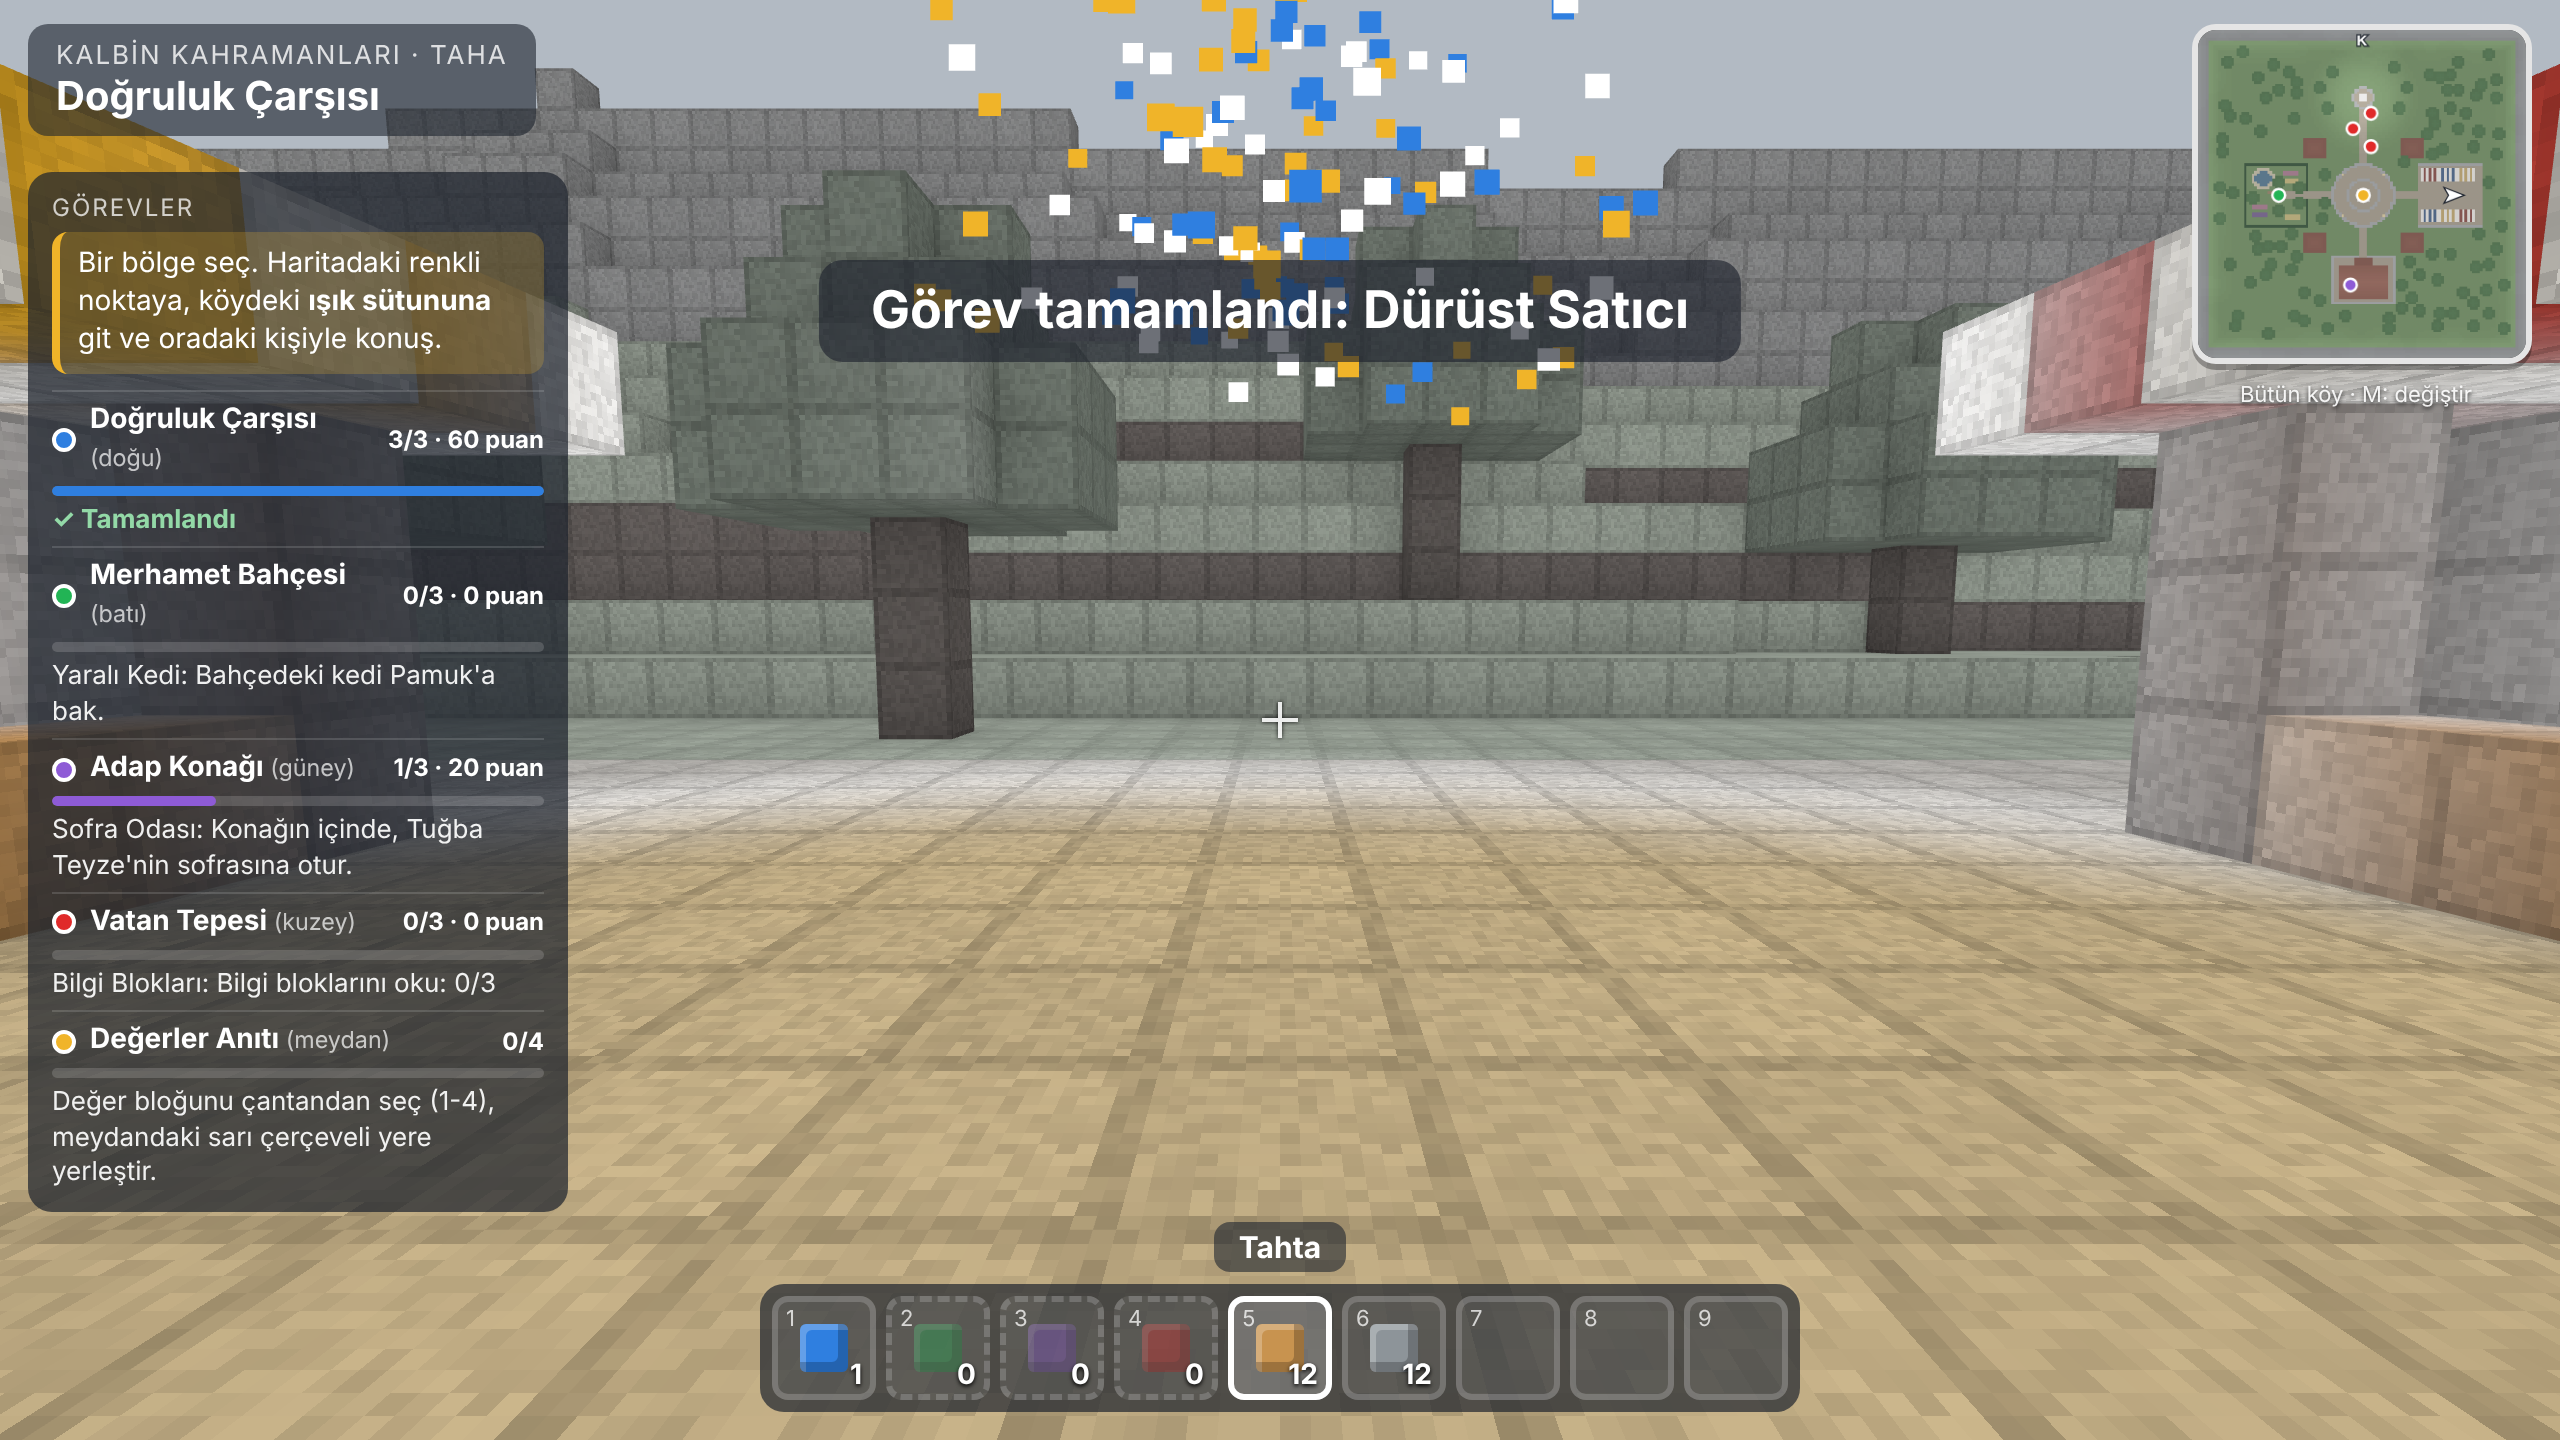 KALBİN KAHRAMANLARI · TAHA
Doğruluk Çarşısı
GÖREVLER
Bir bölge seç. Haritadaki renkli
noktaya, köydeki ışık sütununa
git ve oradaki kişiyle konuş.
Doğruluk Çarşısı
(doğu)
3/3 · 60 puan
✓ Tamamlandı
Merhamet Bahçesi
(batı)
0/3 · 0 puan
Yaralı Kedi: Bahçedeki kedi Pamuk'a
bak.
Adap Konağı (güney) 1/3 · 20 puan
Sofra Odası: Konağın içinde, Tuğba
Teyze'nin sofrasına otur.
Vatan Tepesi (kuzey) 0/3 · 0 puan
Bilgi Blokları: Bilgi bloklarını oku: 0/3
Değerler Anıtı (meydan) 0/4
Değer bloğunu çantandan seç (1-4),
meydandaki sarı çerçeveli yere
yerleştir.
Görev tamamlandı: Dürüst Satıcı
K
Bütün köy · M: değiştir
Tahta
1 2 3 4 5 6 7 8 9
1 0 0 0 12 12